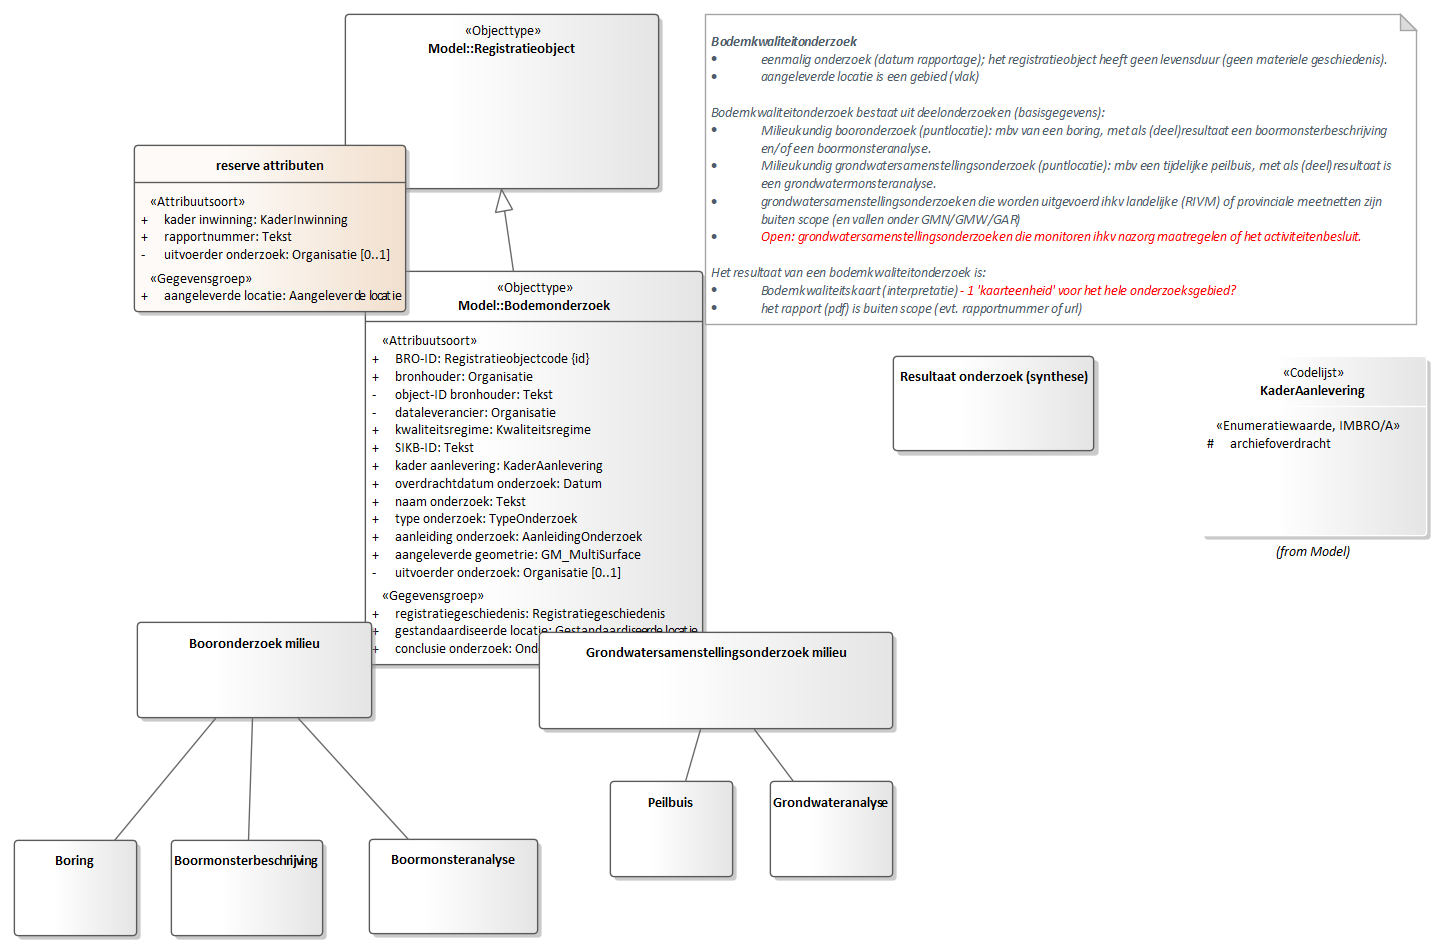 «Objecttype»
Model::Registratieobject
Bodemkwaliteitonderzoek
• eenmalig onderzoek (datum rapportage); het registratieobject heeft geen levensduur (geen materiele geschiedenis).
• aangeleverde locatie is een gebied (vlak)
Bodemkwaliteitonderzoek bestaat uit deelonderzoeken (basisgegevens):
• Milieukundig booronderzoek (puntlocatie): mbv van een boring, met als (deel)resultaat een boormonsterbeschrijving
en/of een boormonsteranalyse.
• Milieukundig grondwatersamenstellingsonderzoek (puntlocatie): mbv een tijdelijke peilbuis, met als (deel)resultaat is
een grondwatermonsteranalyse.
• grondwatersamenstellingsonderzoeken die worden uitgevoerd ihkv landelijke (RIVM) of provinciale meetnetten zijn
buiten scope (en vallen onder GMN/GMW/GAR)
• Open: grondwatersamenstellingsonderzoeken die monitoren ihkv nazorg maatregelen of het activiteitenbesluit.
Het resultaat van een bodemkwaliteitonderzoek is:
• Bodemkwaliteitskaart (interpretatie) - 1 'kaarteenheid' voor het hele onderzoeksgebied?
• het rapport (pdf) is buiten scope (evt. rapportnummer of url)
reserve attributen
«Attribuutsoort»
+ kader inwinning: KaderInwinning
+ rapportnummer: Tekst
- uitvoerder onderzoek: Organisatie [0..1]
«Gegevensgroep»
+ aangeleverde locatie: Aangeleverde locatie
«Objecttype»
Model::Bodemonderzoek
«Attribuutsoort»
+ BRO-ID: Registratieobjectcode {id}
+ bronhouder: Organisatie
- object-ID bronhouder: Tekst
- dataleverancier: Organisatie
+ kwaliteitsregime: Kwaliteitsregime
+ SIKB-ID: Tekst
+ kader aanlevering: KaderAanlevering
+ overdrachtdatum onderzoek: Datum
+ naam onderzoek: Tekst
+ type onderzoek: TypeOnderzoek
+ aanleiding onderzoek: AanleidingOnderzoek
+ aangeleverde geometrie: GM_MultiSurface
- uitvoerder onderzoek: Organisatie [0..1]
«Gegevensgroep»
+ registratiegeschiedenis: Registratiegeschiedenis
+ gestandaardiseerde locatie: Gestandaardiseerde locatie
+ conclusie onderzoek: Ond
Resultaat onderzoek (synthese)
«Codelijst»
KaderAanlevering
«Enumeratiewaarde, IMBRO/A»
# archiefoverdracht
(from Model)
Booronderzoek milieu
Grondwatersamenstellingsonderzoek milieu
Peilbuis
Grondwateranalyse
Boring
Boormonsterbeschrijving
Boormonsteranalyse